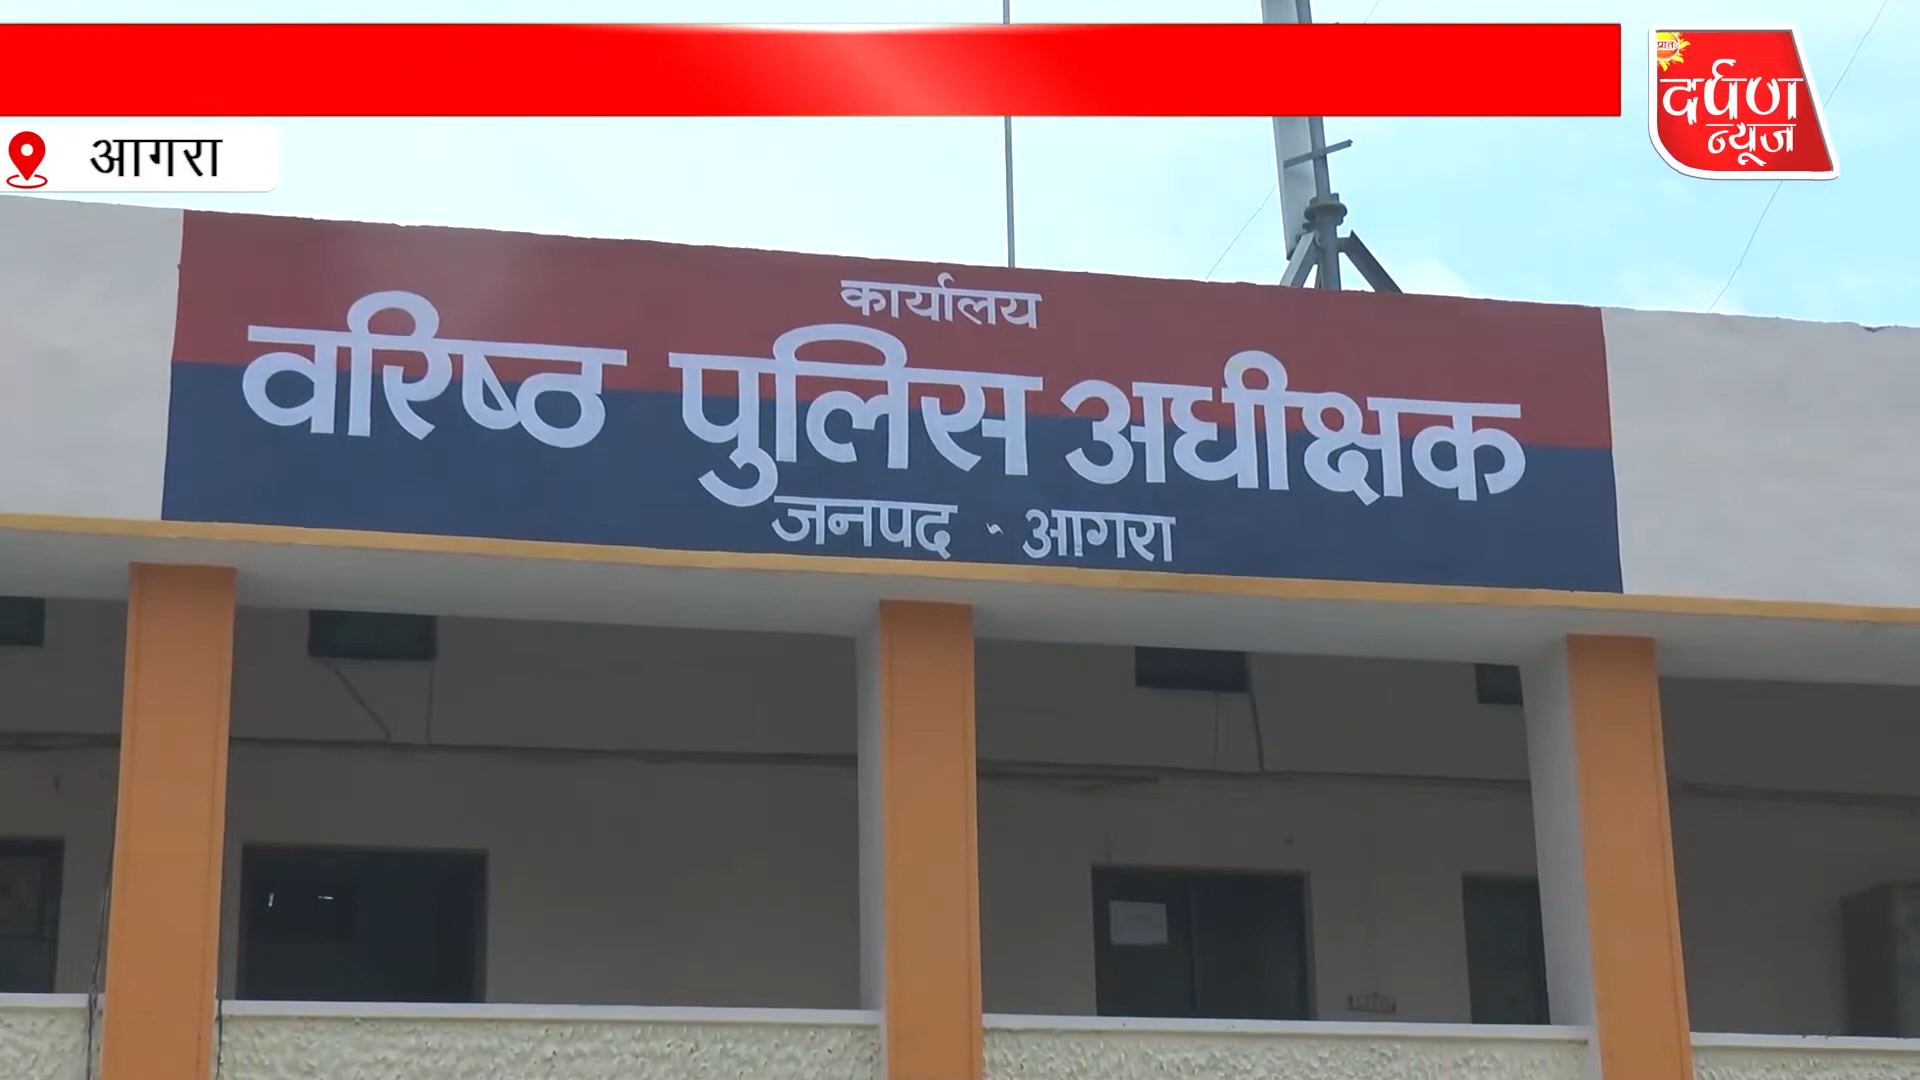 प्रातः
दर्पण
न्यूज
आगरा
कार्यालय
वरिष्ठ पुलिस अधीक्षक
जनपद - आगरा